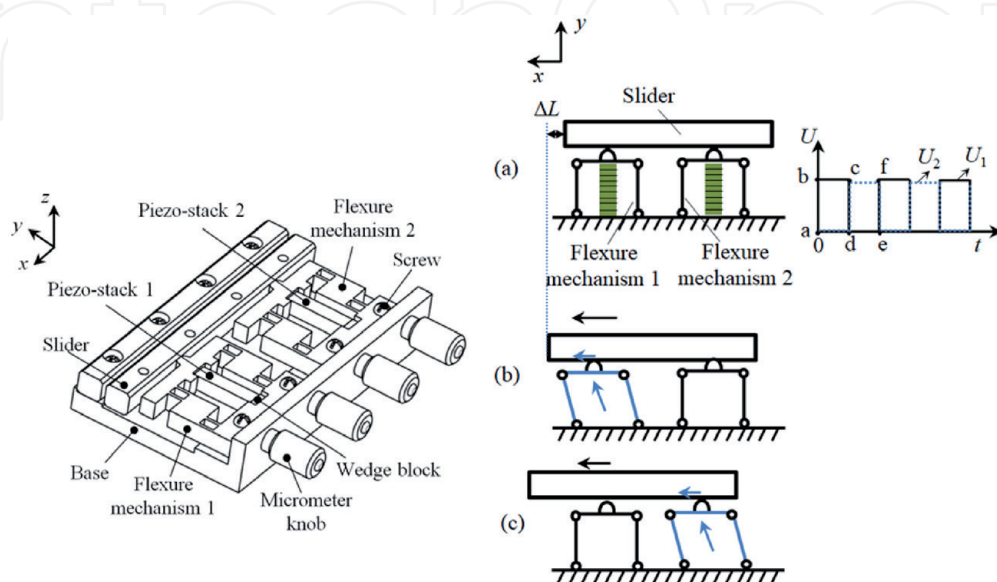 z
y
x
Piezo-stack 2
Flexure
mechanism 2
Screw
Piezo-stack 1
Slider
Base
Flexure
mechanism 1
Micrometer
knob
Wedge block
y
x
ΔL
Slider
(a)
Flexure
mechanism 1
Flexure
mechanism 2
U
b
c
f
U2
U1
a
0
d
e
t
(b)
(c)